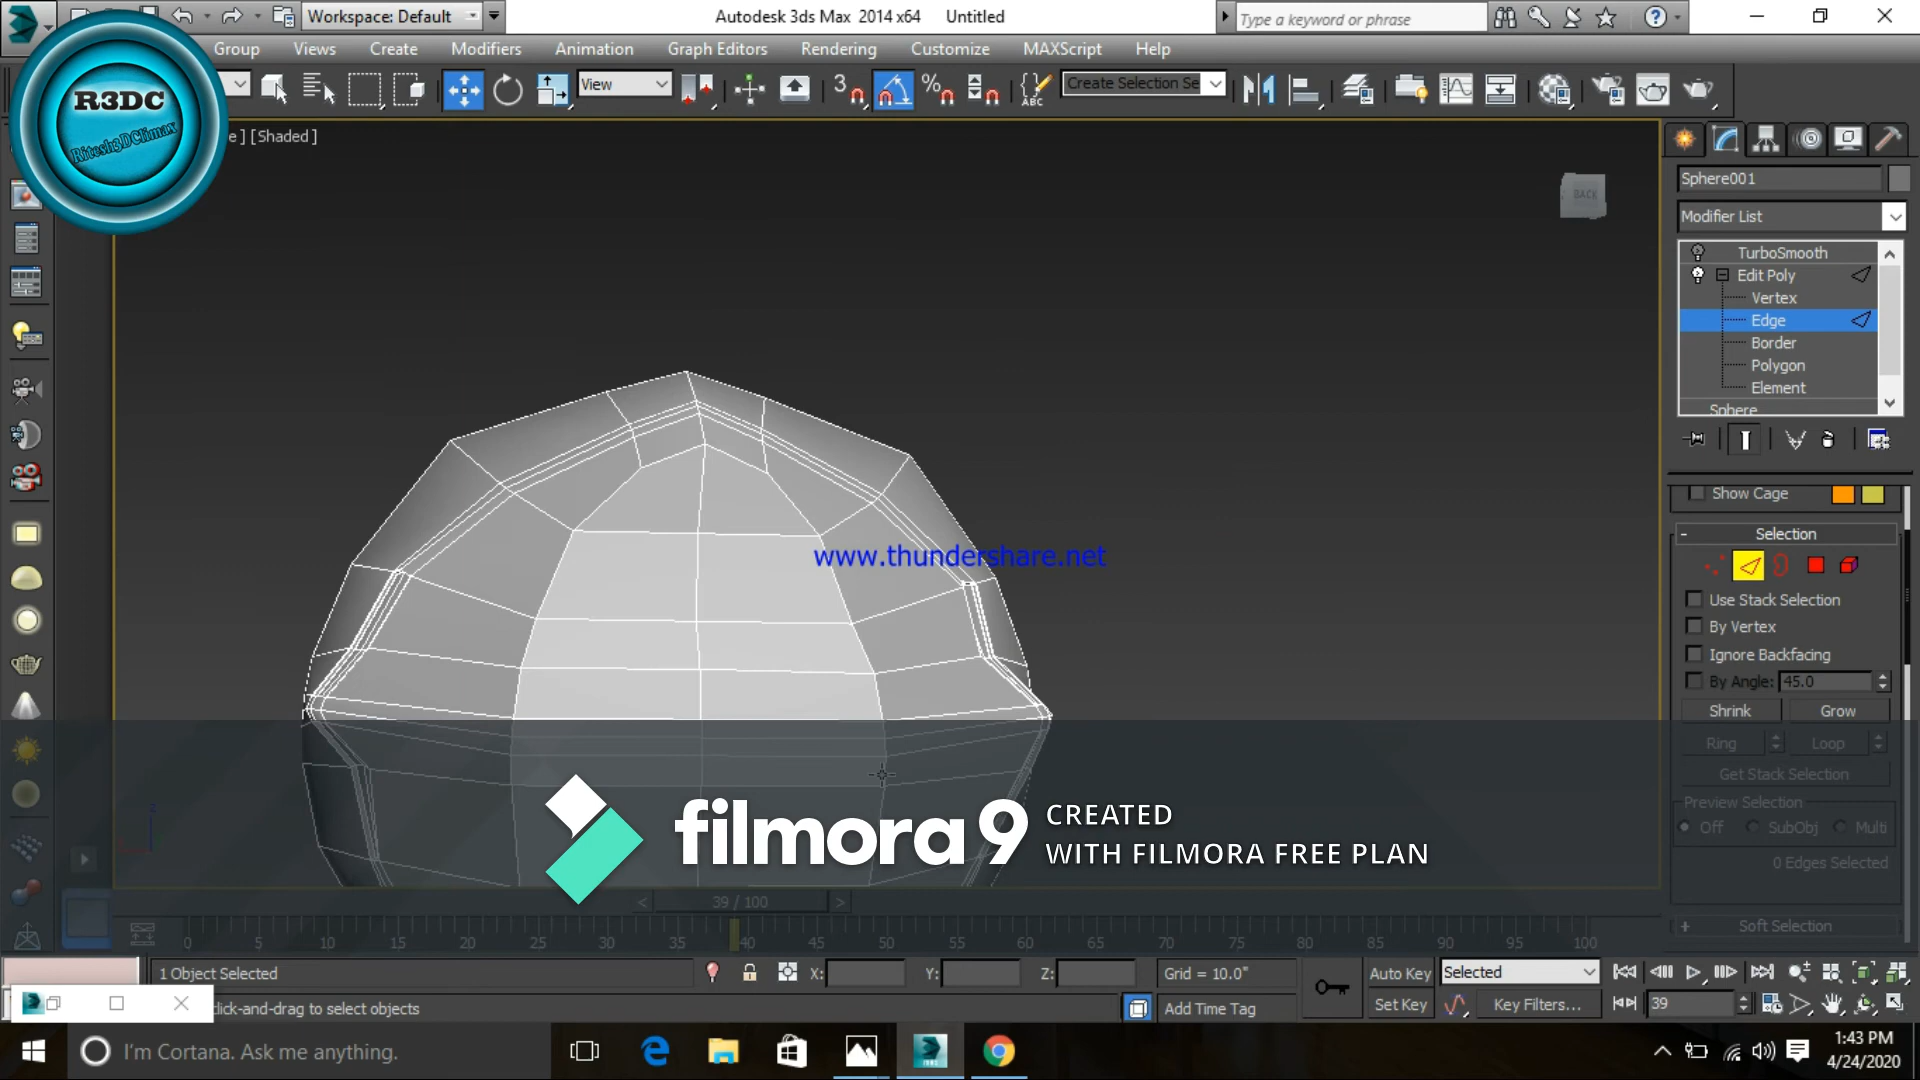 Workspace: Default
Autodesk 3ds Max 2014 x64 Untitled
Type a keyword or phrase
R3DC
Ritesh3DClimax
Group Views Create Modifiers Animation Graph Editors Rendering Customize MAXScript Help
View
3
Create Selection Se
ABC
e ] [Shaded ]
BACK
Sphere001
Modifier List
TurboSmooth
Edit Poly
Vertex
Edge
Border
Polygon
Element
Sphere
Show Cage
- Selection
Use Stack Selection
By Vertex
Ignore Backfacing
By Angle: 45.0
Shrink Grow
Ring Loop
Get Stack Selection
Preview Selection
Off SubObj Multi
0 Edges Selected
+ Soft Selection
www.thundershare.net
filmora9 CREATED
WITH FILMORA FREE PLAN
< 39 / 100 >
0 5 10 15 20 25 30 35 40 45 50 55 60 65 70 75 80 85 90 95 100
1 Object Selected X: Y: Z: Grid = 10.0" Auto Key Selected
click-and-drag to select objects Add Time Tag Set Key Key Filters... 39
I'm Cortana. Ask me anything.
1:43 PM
4/24/2020